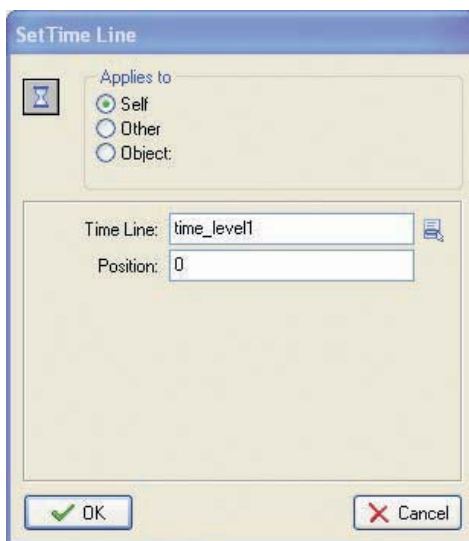 SetTime Line
Applies to
Self
Other
Object:
Time Line: time_level1
Position: 0
OK Cancel